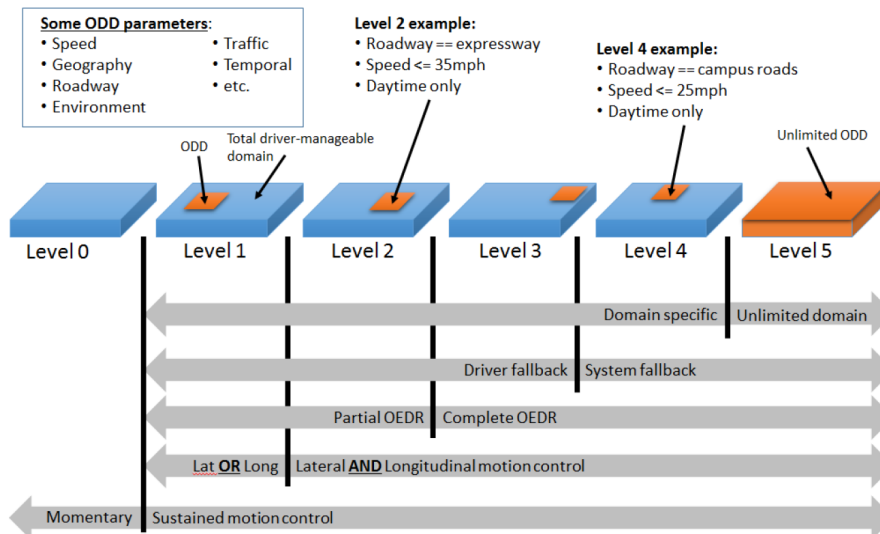 Some ODD parameters:
• Speed
• Geography
• Roadway
• Environment
• Traffic
• Temporal
• etc.
Level 2 example:
• Roadway == expressway
• Speed <= 35mph
• Daytime only
Level 4 example:
• Roadway == campus roads
• Speed <= 25mph
• Daytime only
ODD
Total driver-manageable
domain
Unlimited ODD
Level 0
Level 1
Level 2
Level 3
Level 4
Level 5
Domain specific
Unlimited domain
Driver fallback
System fallback
Partial OEDR
Complete OEDR
Lat OR Long
Lateral AND Longitudinal motion control
Momentary
Sustained motion control